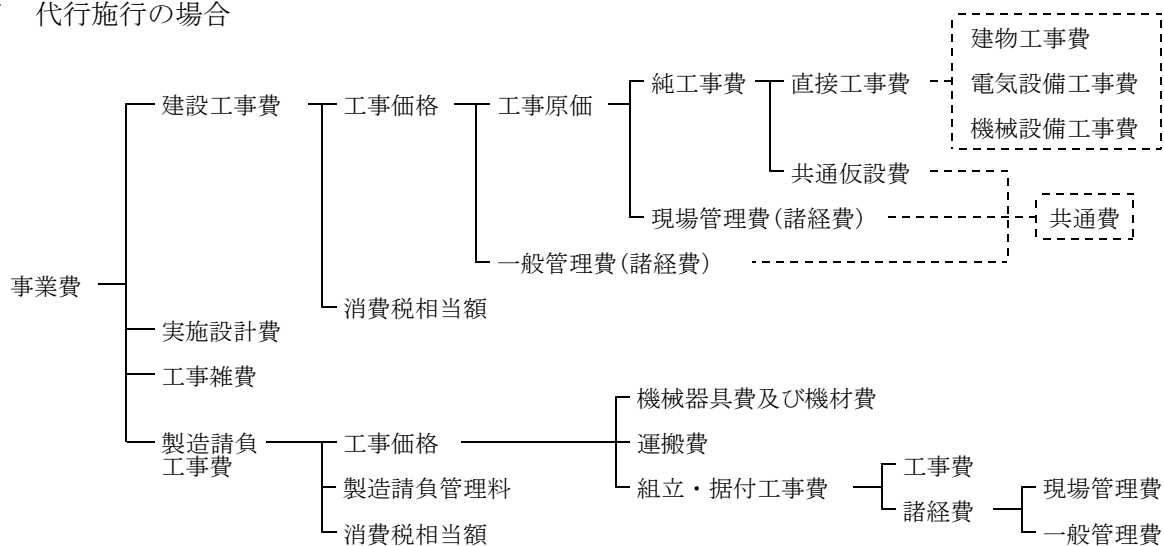 代行施行の場合
建物工事費
純工事費
直接工事費
電気設備工事費
建設工事費
工事価格
工事原価
機械設備工事費
共通仮設費
現場管理費(諸経費)
共通費
一般管理費(諸経費)
事業費
消費税相当額
実施設計費
工事雑費
機械器具費及び機材費
製造請負
工事費
工事価格
運搬費
工事費
製造請負管理料
組立・据付工事費
現場管理費
諸経費
消費税相当額
一般管理費